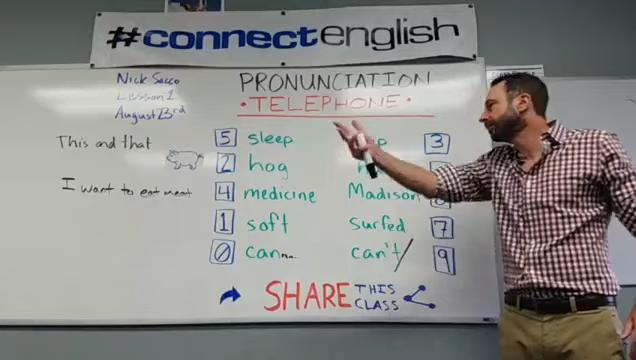 #connectenglish
Nick Sacco
Lesson 1
August 23rd
PRONUNCIATION
• TELEPHONE •
This and that
I want to eat meat
5 sleep 3
2 hog
4 medicine Madison
1 soft surfed 7
0 can can't 9
SHARE THIS CLASS